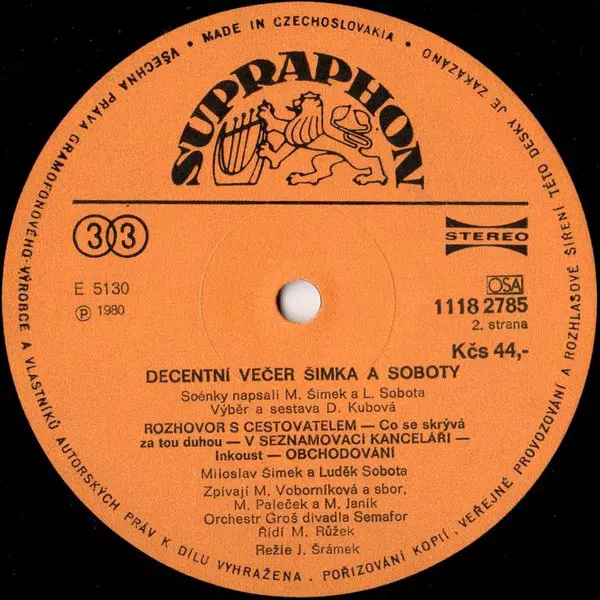 VŠECHNA PRÁVA GRAMOFONOVÉHO VÝROBCE A VLASTNÍKŮ AUTORSKÝCH PRÁV K DÍLU VYHRAŽENA . POŘIZOVÁNÍ KOPIÍ , VEŘEJNÉ PROVOZOVÁNÍ A ROZHLASOVÉ ŠÍŘENÍ TÉTO DESKY JE ZAKÁZÁNO
• MADE IN CZECHOSLOVAKIA •
SUPRAPHON
33
STEREO
E 5130
OSA
℗ 1980
1118 2785
2. strana
Kčs 44,-
DECENTNÍ VEČER ŠIMKA A SOBOTY
Scénky napsali M. Šimek a L. Sobota
Výběr a sestava D. Kubová
ROZHOVOR S CESTOVATELEM — Co se skrývá
za tou duhou — V SEZNAMOVACÍ KANCELÁŘI —
Inkoust — OBCHODOVÁNÍ
Miloslav Šimek a Luděk Sobota
Zpívají M. Voborníková a sbor,
M. Paleček a M. Janík
Orchestr Groš divadla Semafor
Řídí M. Růžek
Režie J. Šrámek